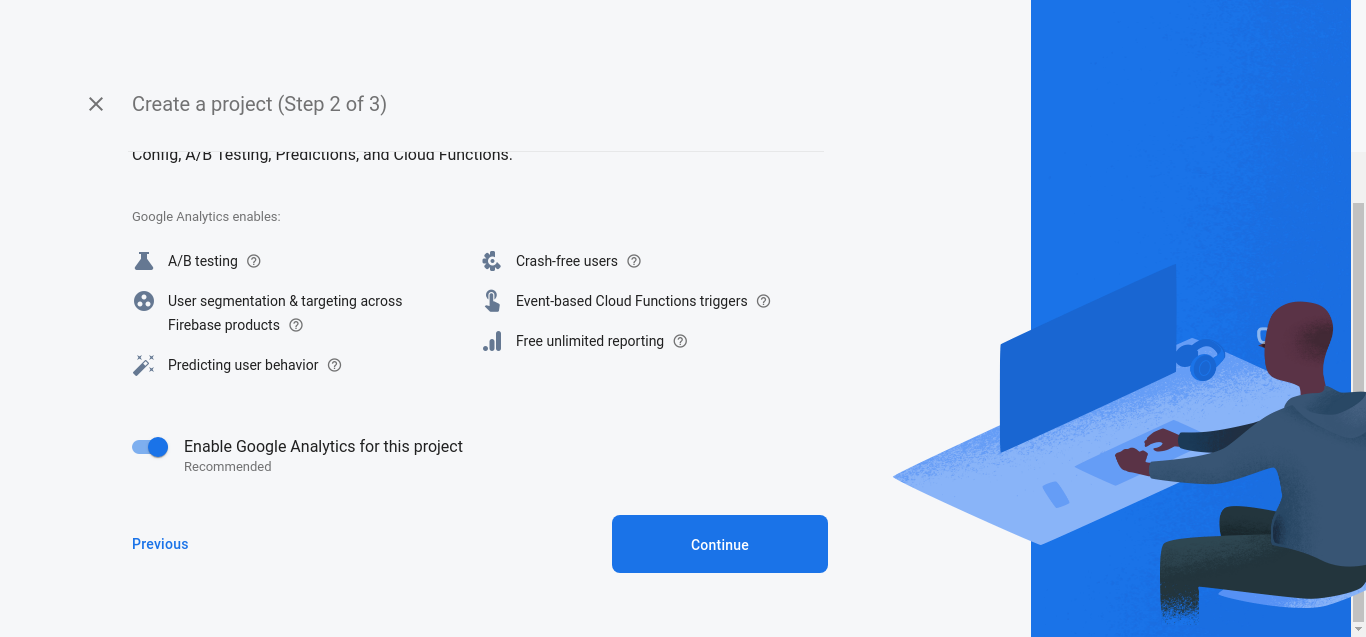 Create a project (Step 2 of 3)
Config, A/B Testing, Predictions, and Cloud Functions.
Google Analytics enables:
A/B testing
User segmentation & targeting across
Firebase products
Predicting user behavior
Crash-free users
Event-based Cloud Functions triggers
Free unlimited reporting
Enable Google Analytics for this project
Recommended
Previous
Continue